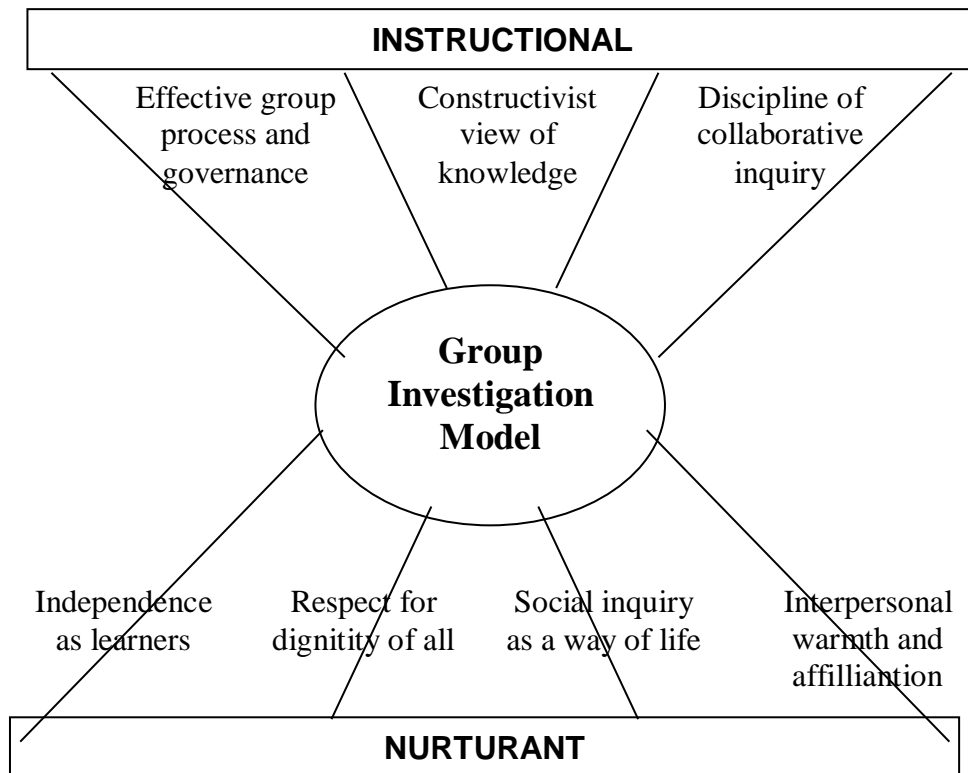 INSTRUCTIONAL
Effective group
process and
governance
Constructivist
view of
knowledge
Discipline of
collaborative
inquiry
Group
Investigation
Model
Independence
as learners
Respect for
dignitity of all
Social inquiry
as a way of life
Interpersonal
warmth and
affilliantion
NURTURANT